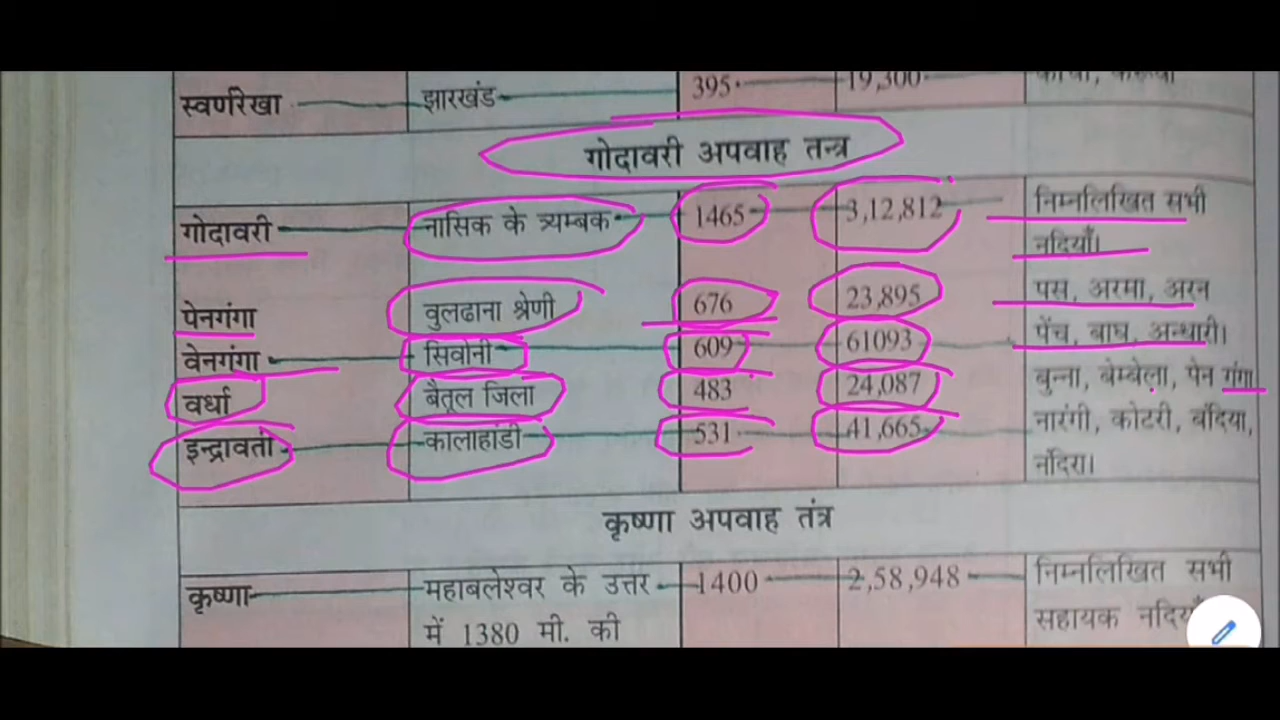 स्वर्णरेखा झारखंड 395 19,300
गोदावरी अपवाह तन्त्र
गोदावरी नासिक के त्र्यम्बक 1465 3,12,812 निम्नलिखित सभी
नदियाँ।
पेनगंगा वुलढाना श्रेणी 676 23,895 पस, अरमा, अरन
वेनगंगा सिवोनी 609 61093 पेंच, बाघ, अन्धारी।
वर्धा बैतूल जिला 483 24,087 बुन्ना, बेम्बेला, पेन गंगा
इन्द्रावती कालाहांडी 531 41,665 नारंगी, कोटरी, बंदिया,
नंदिरा।
कृष्णा अपवाह तंत्र
कृष्णा महाबलेश्वर के उत्तर 1400 2,58,948 निम्नलिखित सभी
में 1380 मी. की सहायक